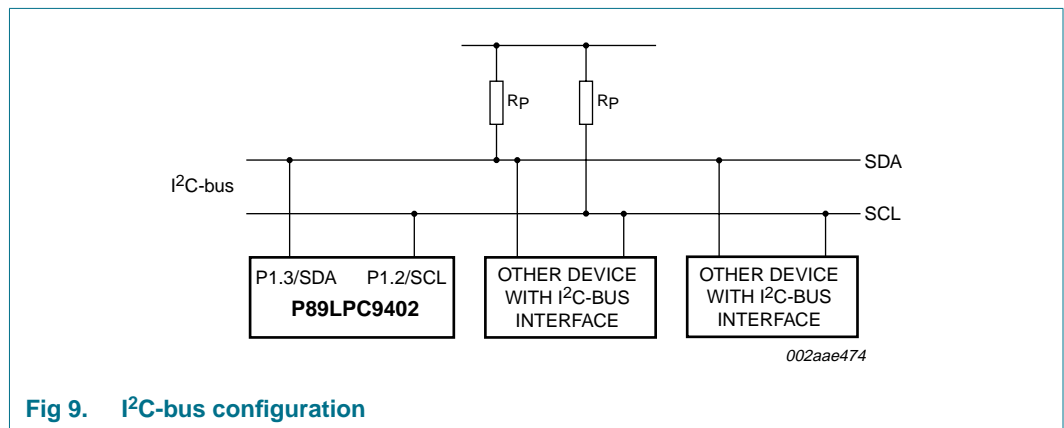 RP
RP
SDA
I2C-bus
SCL
P1.3/SDA P1.2/SCL
P89LPC9402
OTHER DEVICE
WITH I2C-BUS
INTERFACE
OTHER DEVICE
WITH I2C-BUS
INTERFACE
002aae474
Fig 9. I2C-bus configuration